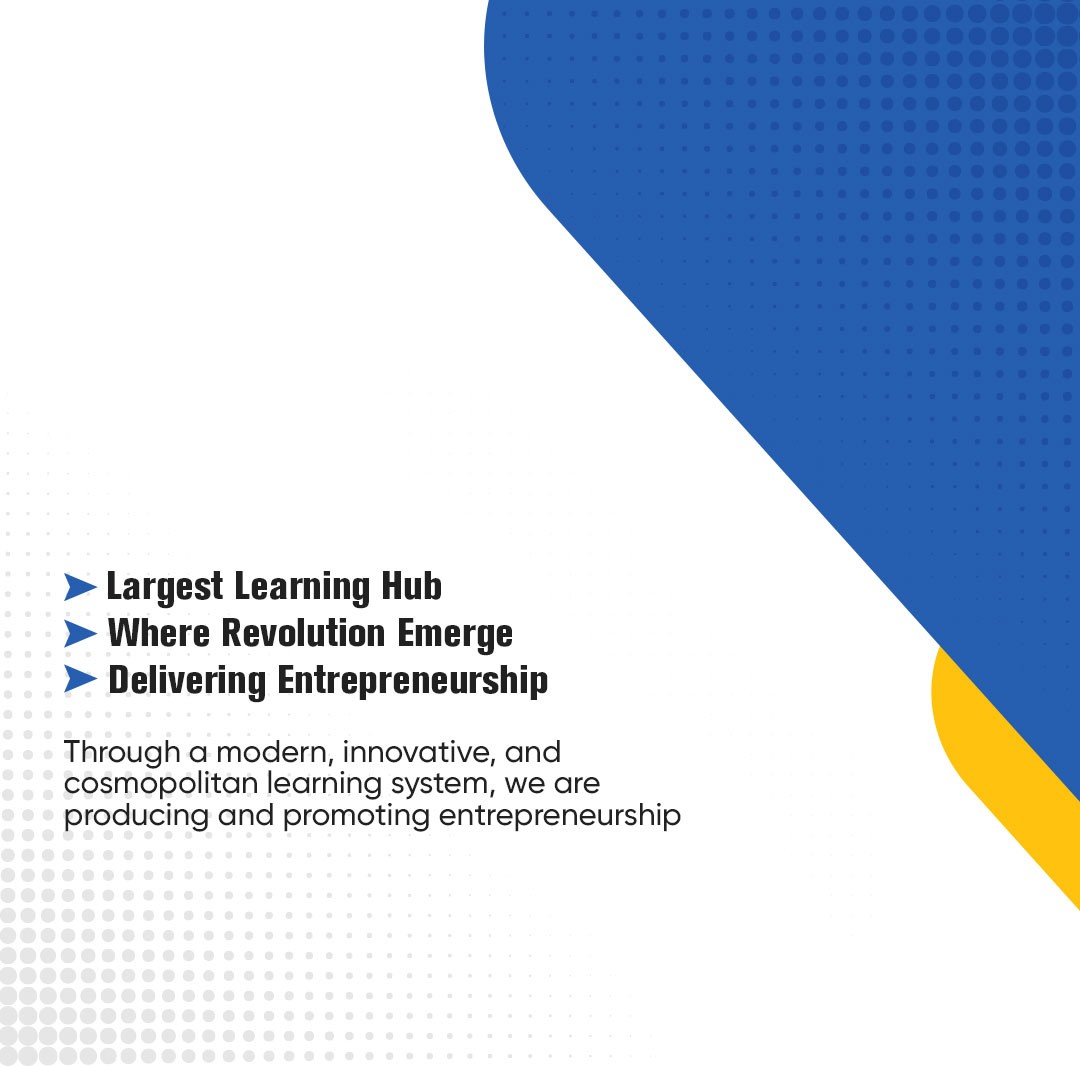 Largest Learning Hub
Where Revolution Emerge
Delivering Entrepreneurship
Through a modern, innovative, and
cosmopolitan learning system, we are
producing and promoting entrepreneurship